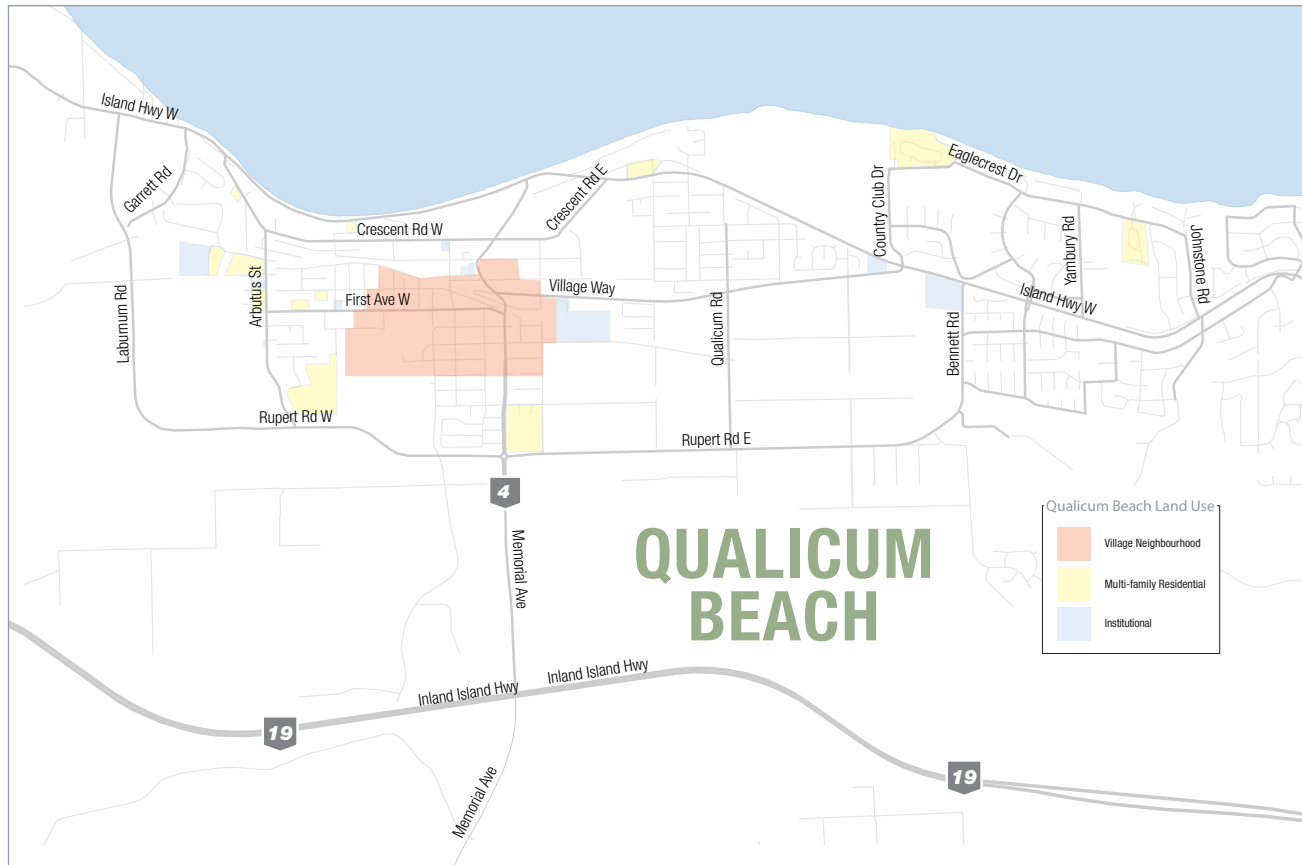 Island Hwy W
Garrett Rd
Laburnum Rd
Arbutus St
Crescent Rd W
Crescent Rd E
First Ave W
Village Way
Qualicum Rd
Country Club Dr
Eaglecrest Dr
Yambury Rd
Johnstone Rd
Island Hwy W
Bennett Rd
Rupert Rd W
Rupert Rd E
4
Memorial Ave
QUALICUM
BEACH
Qualicum Beach Land Use
Village Neighbourhood
Multi-family Residential
Institutional
Inland Island Hwy
Inland Island Hwy
19
19
Memorial Ave